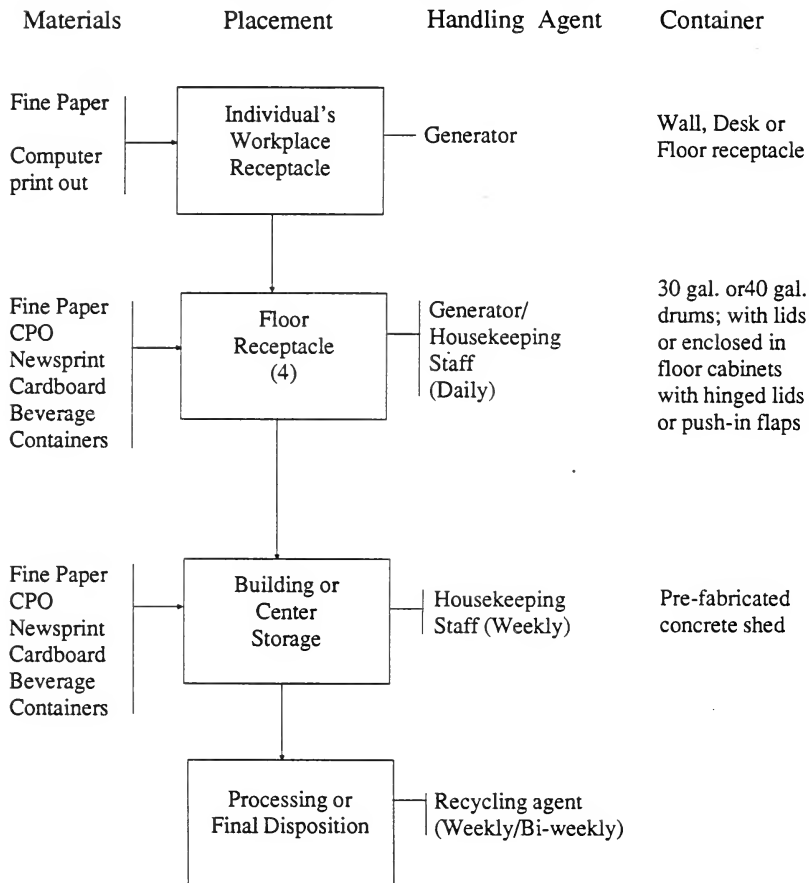 Materials Placement Handling Agent Container
Fine Paper
Computer
print out
Individual's
Workplace
Receptacle
Generator
Wall, Desk or
Floor receptacle
Fine Paper
CPO
Newsprint
Cardboard
Beverage
Containers
Floor
Receptacle
(4)
Generator/
Housekeeping
Staff
(Daily)
30 gal. or40 gal.
drums; with lids
or enclosed in
floor cabinets
with hinged lids
or push-in flaps
Fine Paper
CPO
Newsprint
Cardboard
Beverage
Containers
Building or
Center
Storage
Housekeeping
Staff (Weekly)
Pre-fabricated
concrete shed
Processing or
Final Disposition
Recycling agent
(Weekly/Bi-weekly)